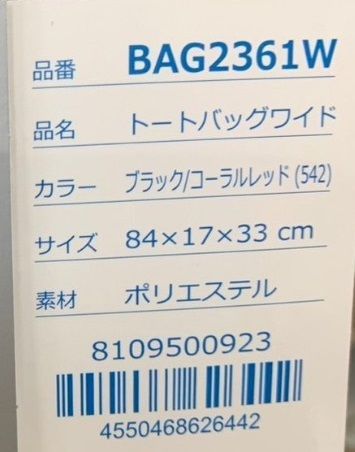 品番 BAG2361W
品名 トートバッグワイド
カラー ブラック/コーラルレッド(542)
サイズ 84×17×33 cm
素材 ポリエステル
8109500923
4550468626442